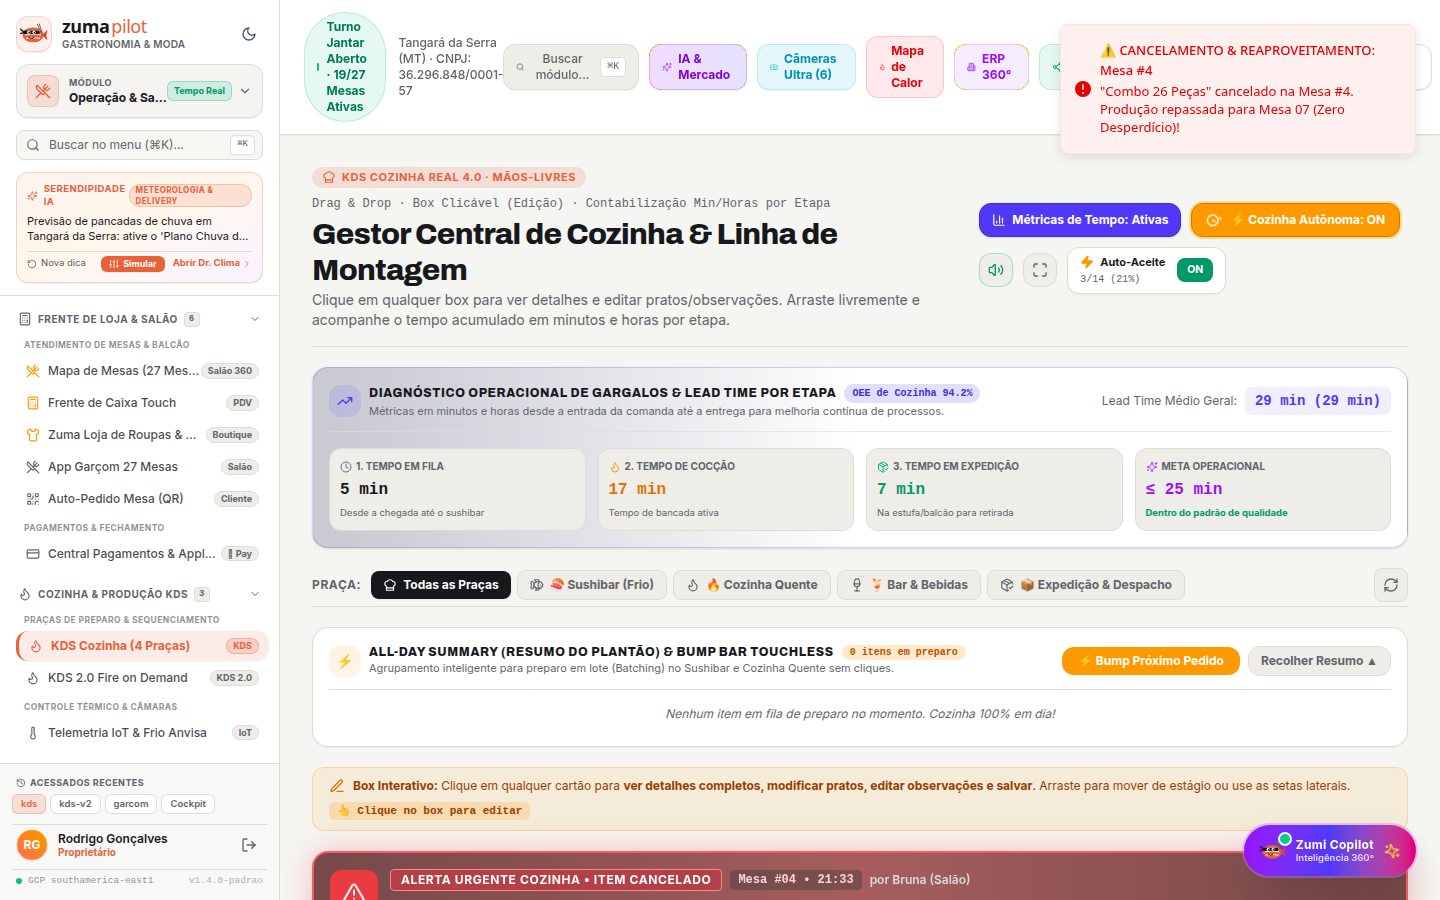 zumapilot
GASTRONOMIA & MODA
MÓDULO
Operação & Sa...
Tempo Real
Buscar no menu (⌘K)...
⌘K
SERENDIPIDADE IA
METEOROLOGIA & DELIVERY
Previsão de pancadas de chuva em
Tangará da Serra: ative o 'Plano Chuva d...
Nova dica
Simular
Abrir Dr. Clima
FRENTE DE LOJA & SALÃO 6
ATENDIMENTO DE MESAS & BALCÃO
Mapa de Mesas (27 Mes... Salão 360
Frente de Caixa Touch PDV
Zuma Loja de Roupas & ... Boutique
App Garçom 27 Mesas Salão
Auto-Pedido Mesa (QR) Cliente
PAGAMENTOS & FECHAMENTO
Central Pagamentos & Appl... Pay
COZINHA & PRODUÇÃO KDS 3
PRAÇAS DE PREPARO & SEQUENCIAMENTO
KDS Cozinha (4 Praças) KDS
KDS 2.0 Fire on Demand KDS 2.0
CONTROLE TÉRMICO & CÂMARAS
Telemetria IoT & Frio Anvisa IoT
ACESSADOS RECENTES
kds kds-v2 garcom Cockpit
RG
Rodrigo Gonçalves
Proprietário
GCP southamerica-east1 v1.4.0-padrao
Turno
Jantar
Aberto
· 19/27
Mesas
Ativas
Tangará da Serra
(MT) · CNPJ:
36.296.848/0001-
57
Buscar
módulo...
⌘K
IA &
Mercado
Câmeras
Ultra (6)
Mapa
de
Calor
ERP
360°
⚠️ CANCELAMENTO & REAPROVEITAMENTO:
Mesa #4
"Combo 26 Peças" cancelado na Mesa #4.
Produção repassada para Mesa 07 (Zero
Desperdício)!
KDS COZINHA REAL 4.0 · MÃOS-LIVRES
Drag & Drop · Box Clicável (Edição) · Contabilização Min/Horas por Etapa
Gestor Central de Cozinha & Linha de
Montagem
Clique em qualquer box para ver detalhes e editar pratos/observações. Arraste livremente e
acompanhe o tempo acumulado em minutos e horas por etapa.
Métricas de Tempo: Ativas
⚡ Cozinha Autônoma: ON
Auto-Aceite
3/14 (21%)
ON
DIAGNÓSTICO OPERACIONAL DE GARGALOS & LEAD TIME POR ETAPA OEE de Cozinha 94.2%
Métricas em minutos e horas desde a entrada da comanda até a entrega para melhoria contínua de processos.
Lead Time Médio Geral: 29 min (29 min)
1. TEMPO EM FILA
5 min
Desde a chegada até o sushibar
2. TEMPO DE COCÇÃO
17 min
Tempo de bancada ativa
3. TEMPO EM EXPEDIÇÃO
7 min
Na estufa/balcão para retirada
META OPERACIONAL
≤ 25 min
Dentro do padrão de qualidade
PRAÇA: Todas as Praças 🍣 Sushibar (Frio) 🔥 Cozinha Quente 🍹 Bar & Bebidas 📦 Expedição & Despacho
ALL-DAY SUMMARY (RESUMO DO PLANTÃO) & BUMP BAR TOUCHLESS 0 itens em preparo
Agrupamento inteligente para preparo em lote (Batching) no Sushibar e Cozinha Quente sem cliques.
⚡ Bump Próximo Pedido
Recolher Resumo ▲
Nenhum item em fila de preparo no momento. Cozinha 100% em dia!
Box Interativo: Clique em qualquer cartão para ver detalhes completos, modificar pratos, editar observações e salvar. Arraste para mover de estágio ou use as setas laterais.
👆 Clique no box para editar
ALERTA URGENTE COZINHA • ITEM CANCELADO Mesa #04 • 21:33 por Bruna (Salão)
Zumi Copilot
Inteligência 360°